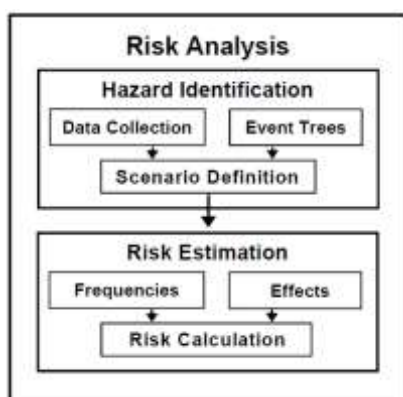 Risk Analysis
Hazard Identification
Data Collection
Event Trees
Scenario Definition
Risk Estimation
Frequencies
Effects
Risk Calculation